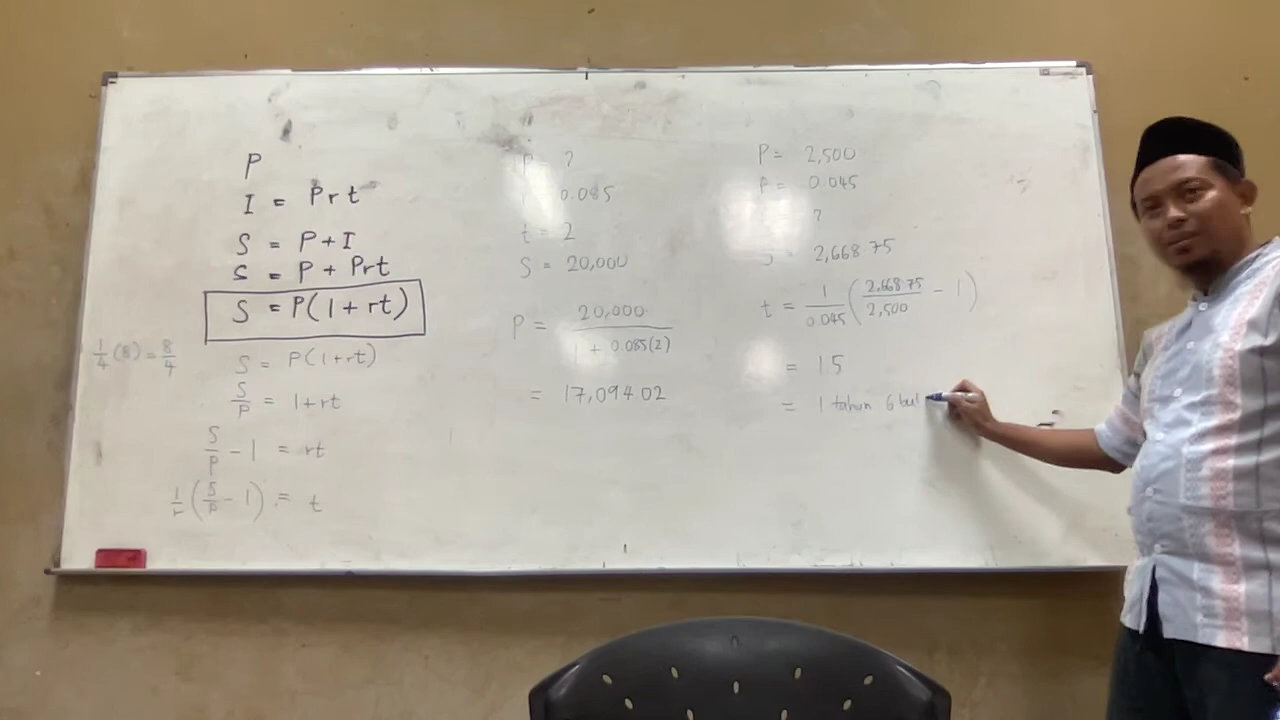 P
I = Prt
S = P + I
S = P + Prt
S = P(1 + rt)
1/4 (8) = 8/4
S = P(1+rt)
S/P = 1+rt
S/P - 1 = rt
1/r (S/P - 1) = t
P = ?
0.085
t = 2
S = 20,000
P = 20,000 / 1 + 0.085(2)
= 17,094.02
P = 2,500
P = 0.045
?
S = 2,668.75
t = 1/0.045 (2,668.75/2,500 - 1)
= 1.5
= 1 tahun 6 bul